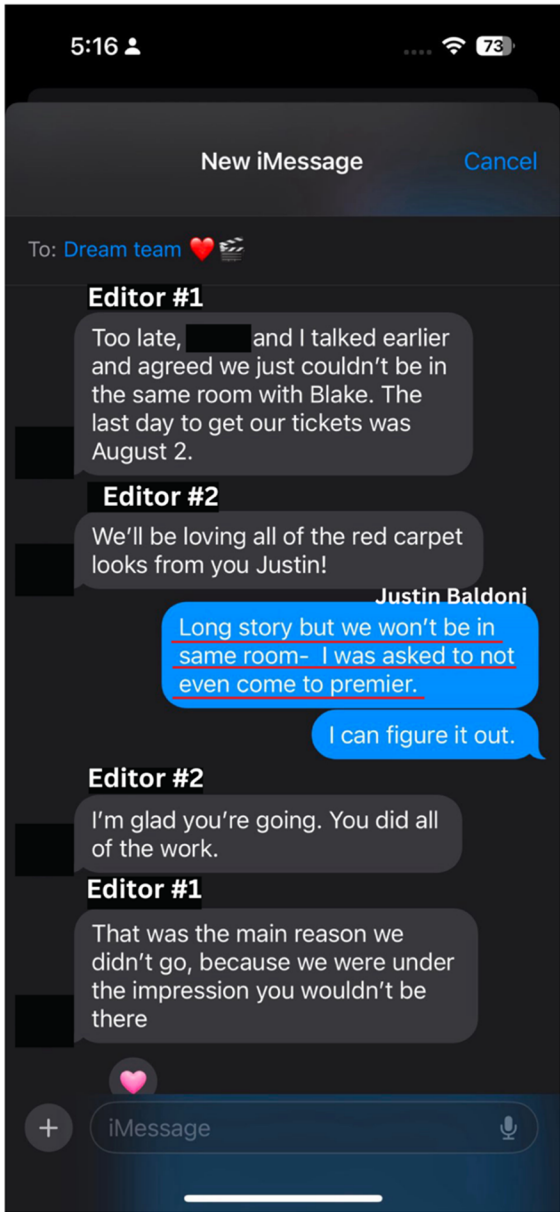 5:16
73
New iMessage
Cancel
To: Dream team
Editor #1
Too late, and I talked earlier
and agreed we just couldn’t be in
the same room with Blake. The
last day to get our tickets was
August 2.
Editor #2
We’ll be loving all of the red carpet
looks from you Justin!
Justin Baldoni
Long story but we won’t be in
same room- I was asked to not
even come to premier.
I can figure it out.
Editor #2
I’m glad you’re going. You did all
of the work.
Editor #1
That was the main reason we
didn’t go, because we were under
the impression you wouldn’t be
there
iMessage